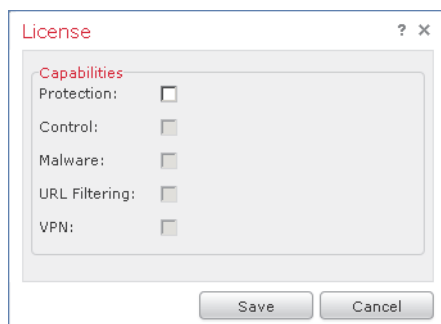 License ? ×
Capabilities
Protection:
Control:
Malware:
URL Filtering:
VPN:
Save Cancel